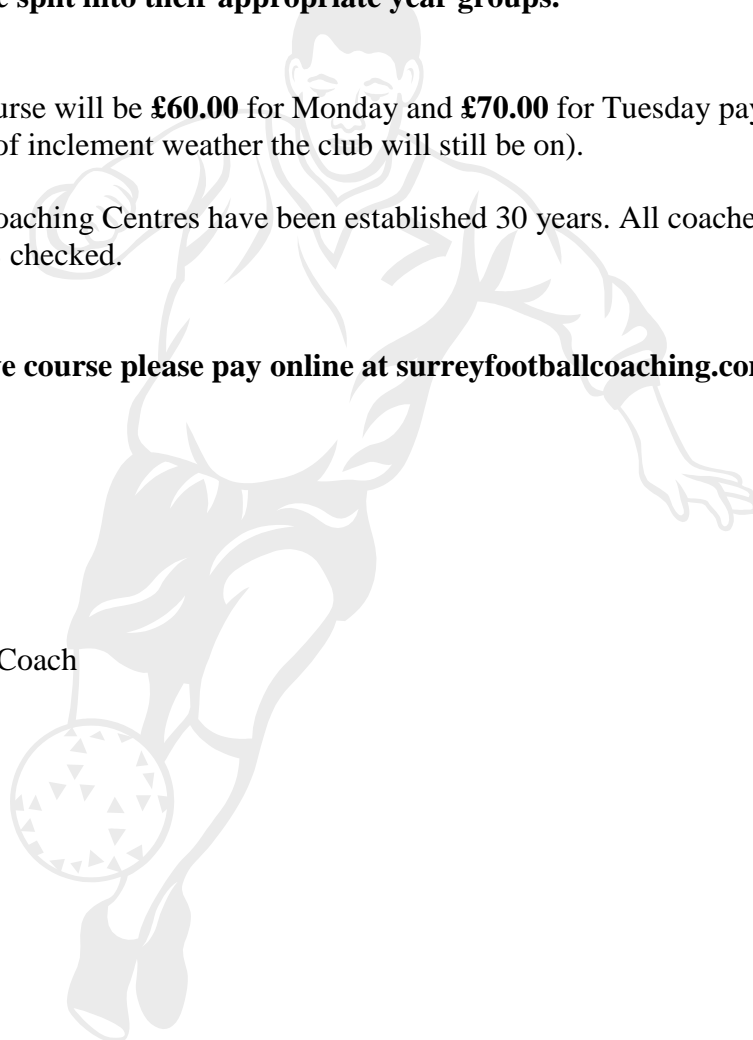 split into their appropriate year groups.
urse will be £60.00 for Monday and £70.00 for Tuesday pay
of inclement weather the club will still be on).
oaching Centres have been established 30 years. All coache
checked.
e course please pay online at surreyfootballcoaching.co
Coach